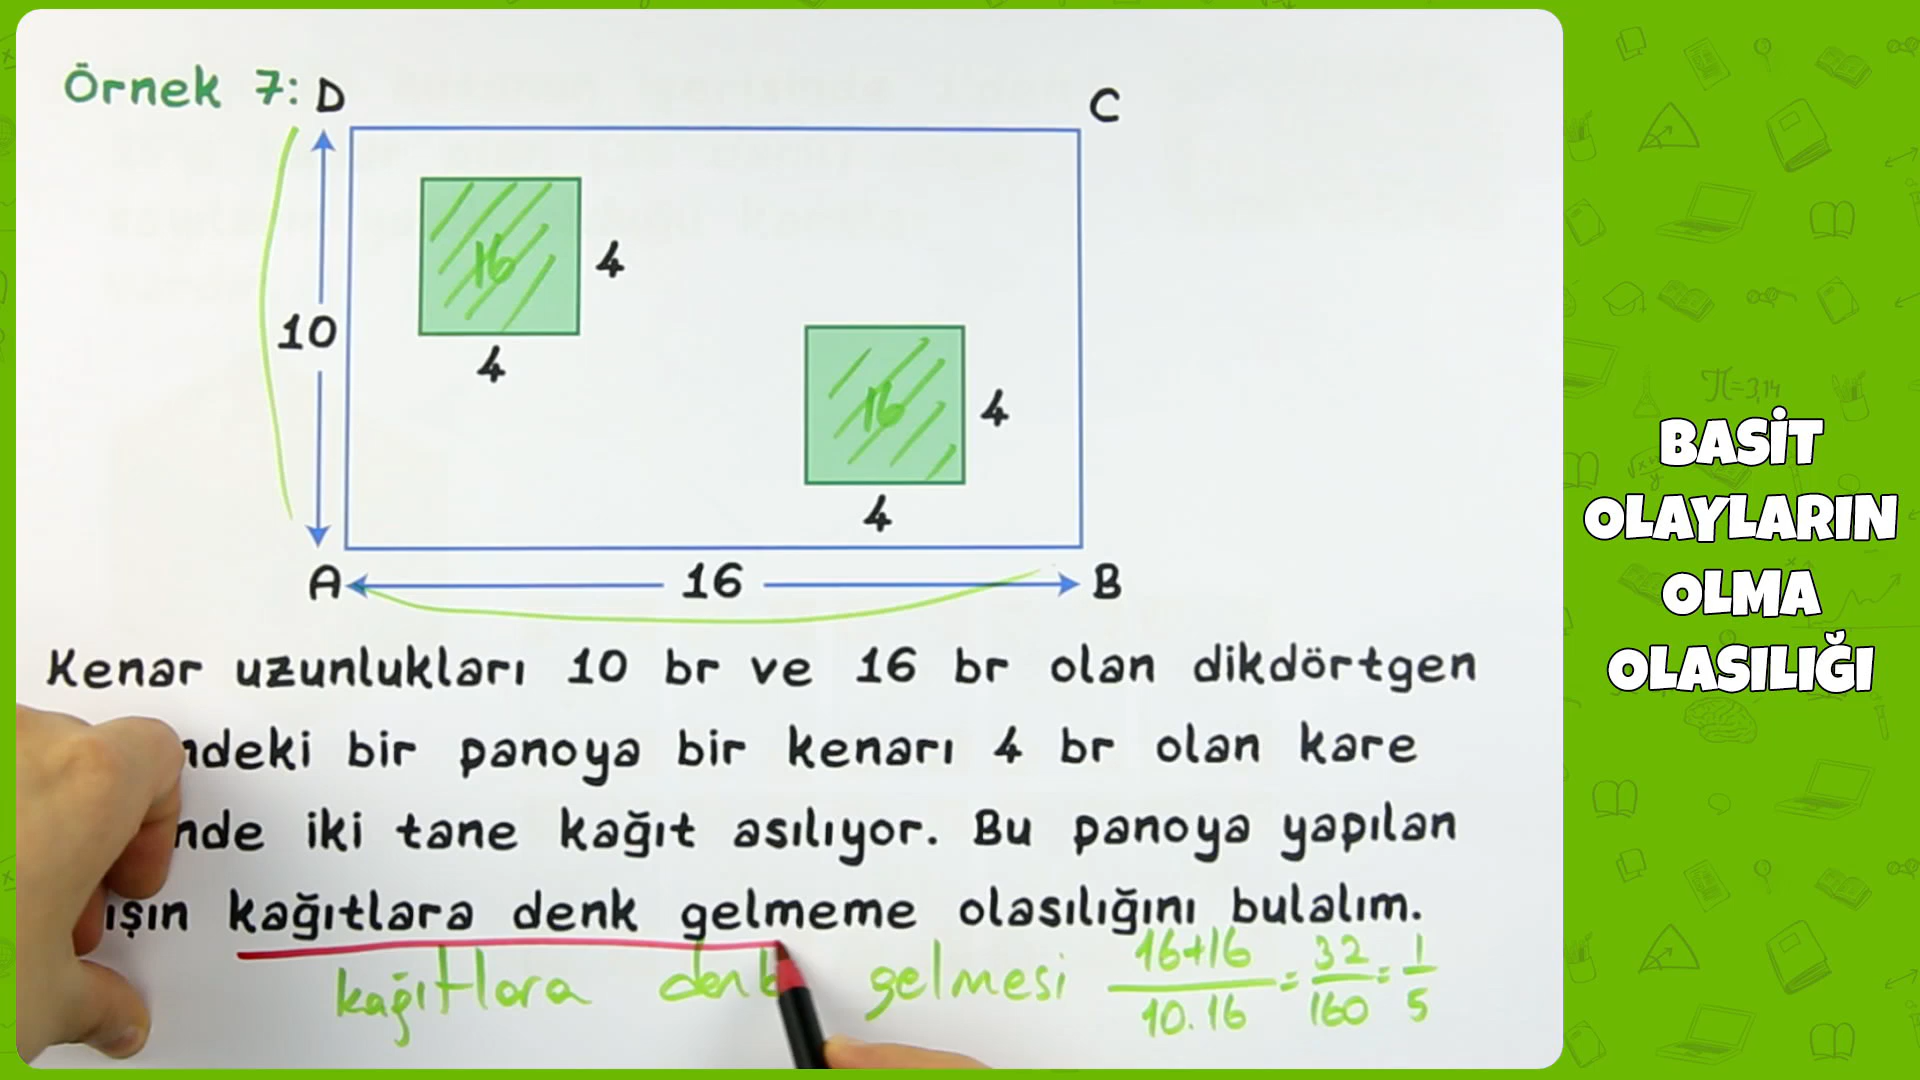 Örnek 7:
D
C
16
4
10
4
16
4
4
A
16
B
Kenar uzunlukları 10 br ve 16 br olan dikdörtgen
ndeki bir panoya bir kenarı 4 br olan kare
nde iki tane kağıt asılıyor. Bu panoya yapılan
ışın kağıtlara denk gelmeme olasılığını bulalım.
kağıtlara denk gelmesi 16+16/10.16 = 32/160 = 1/5
BASİT
OLAYLARIN
OLMA
OLASILIĞI
π=3,14